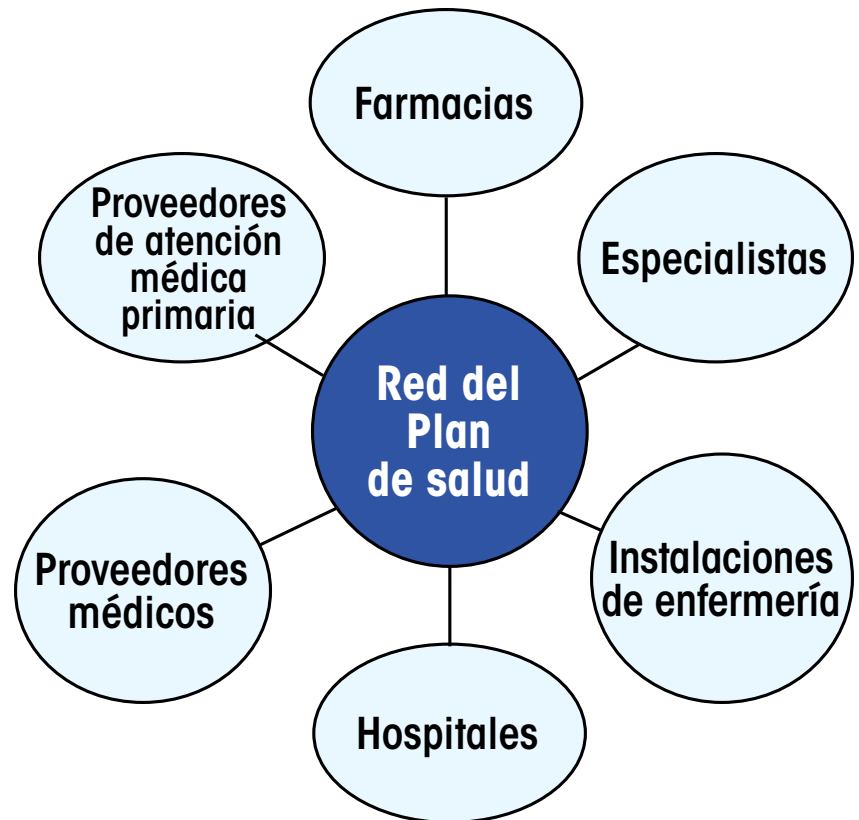 Farmacias
Proveedores
de atención
médica
primaria
Especialistas
Red del
Plan
de salud
Proveedores
médicos
Instalaciones
de enfermería
Hospitales